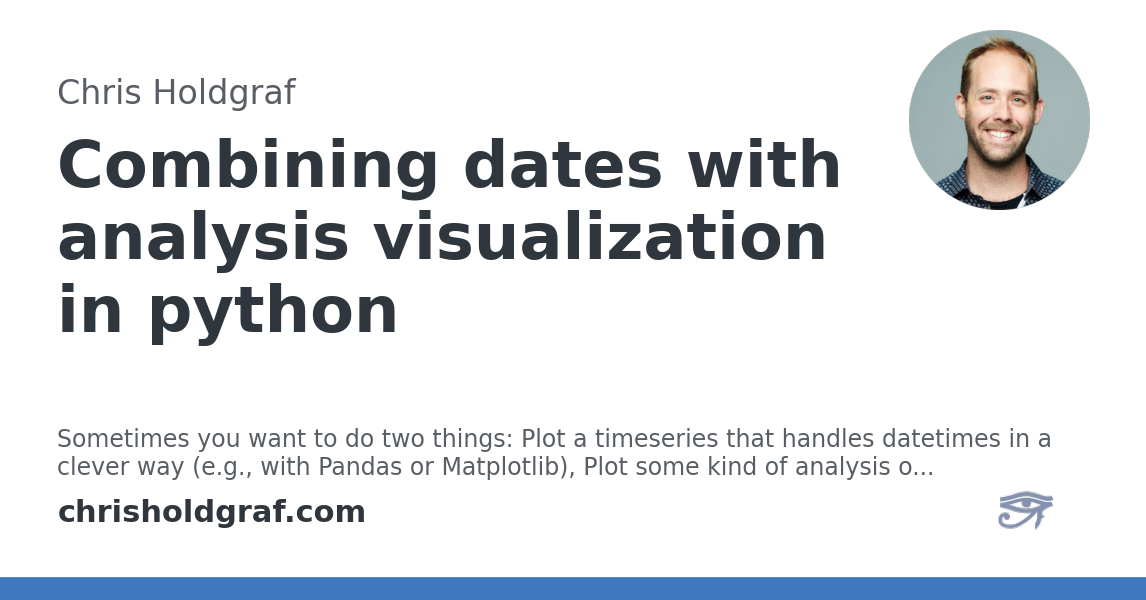 Chris Holdgraf
Combining dates with
analysis visualization
in python
Sometimes you want to do two things: Plot a timeseries that handles datetimes in a
clever way (e.g., with Pandas or Matplotlib), Plot some kind of analysis o...
chrisholdgraf.com